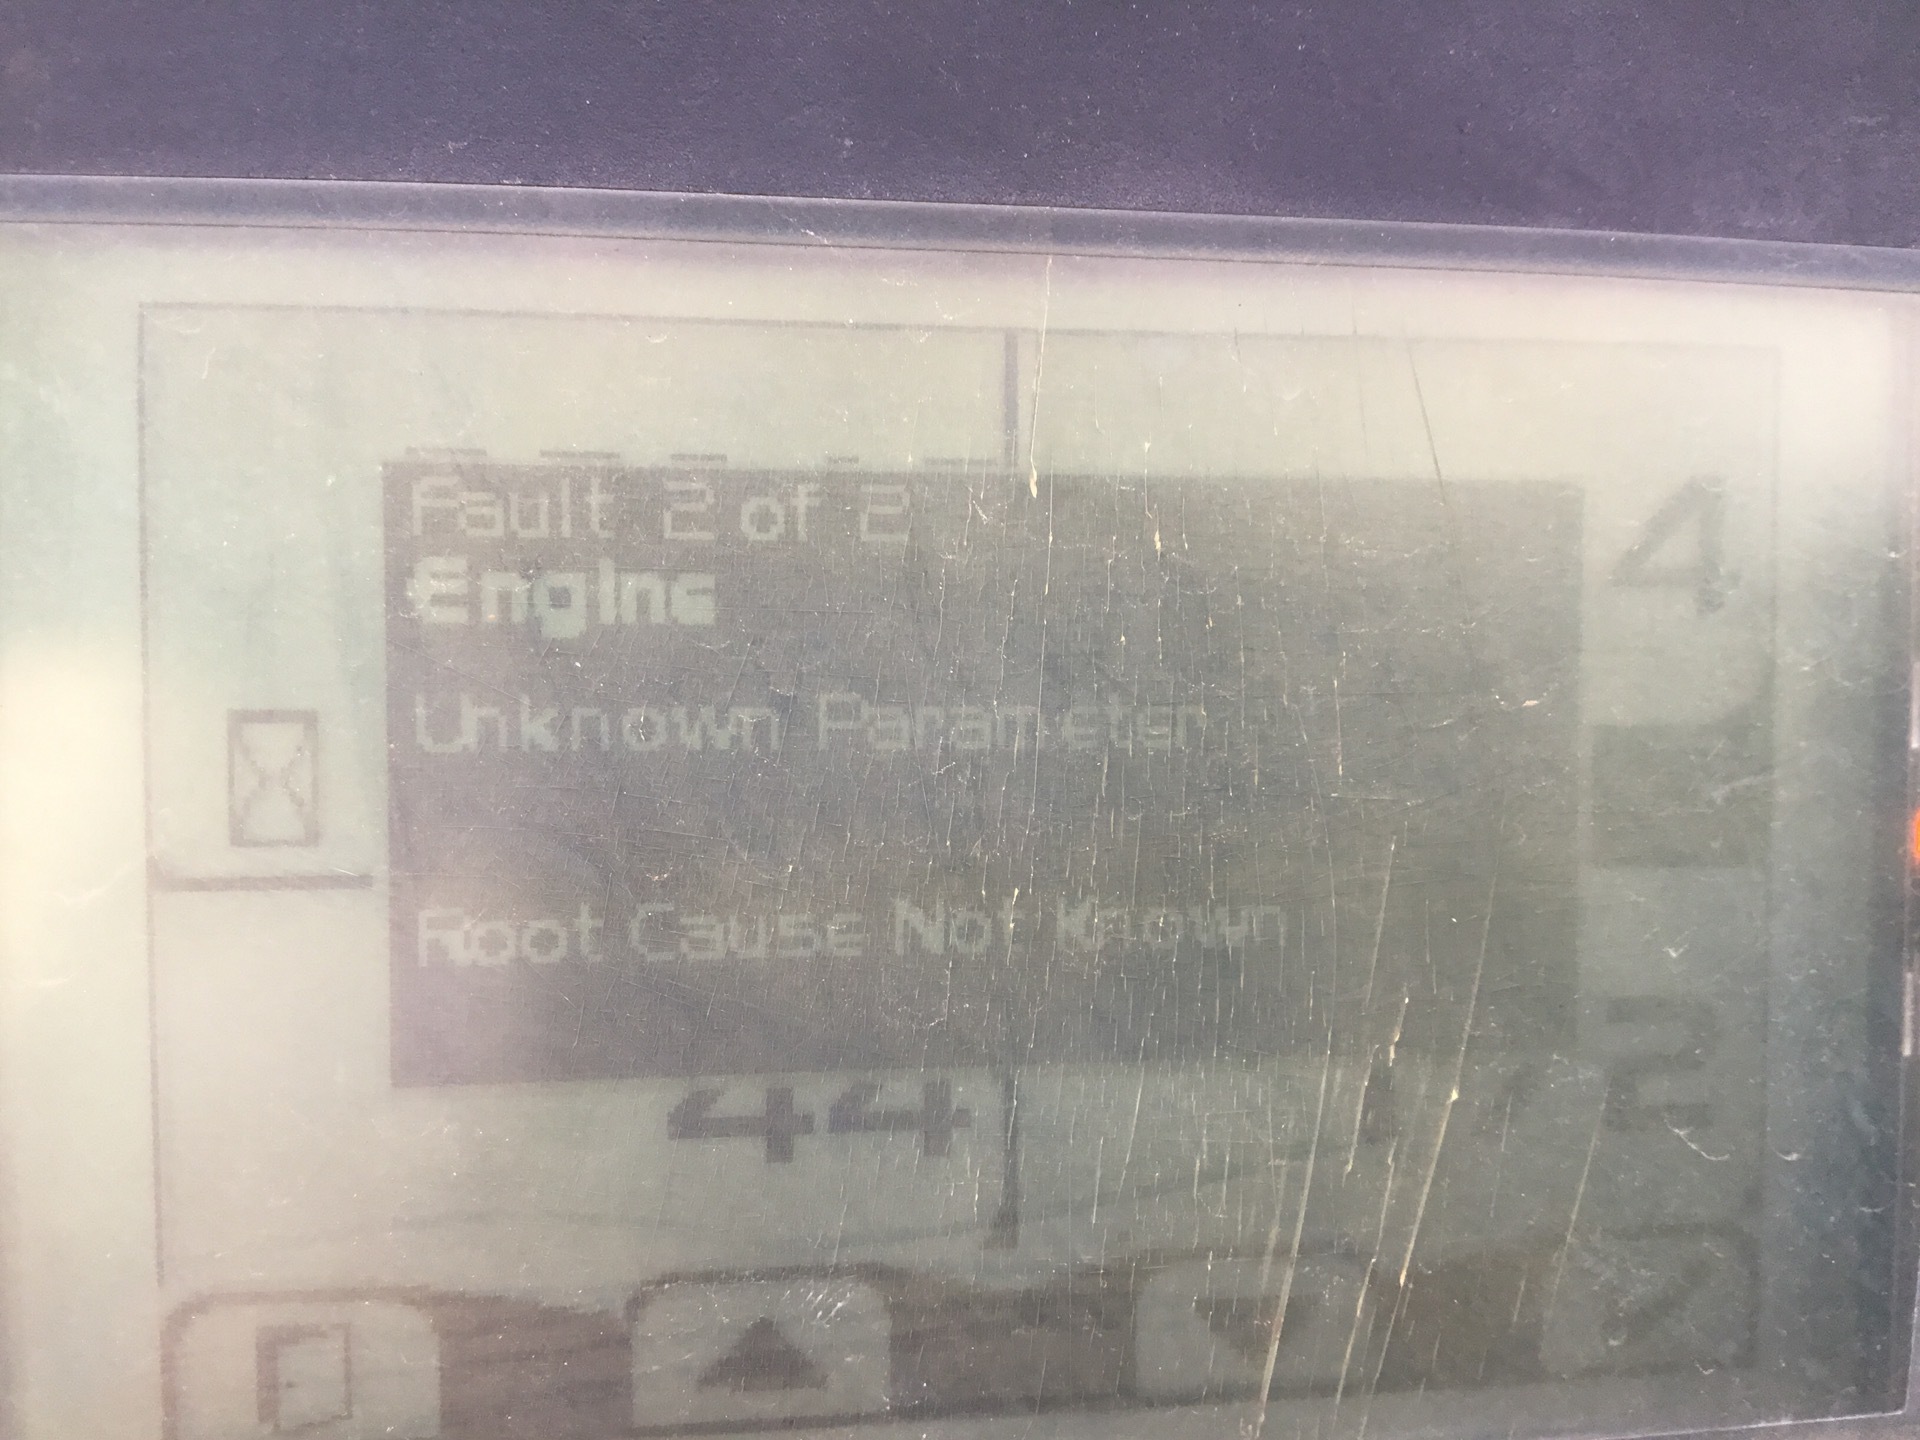 Fault 2 of 2
Engine
Unknown Parameter
Root Cause Not Known
4
2
44